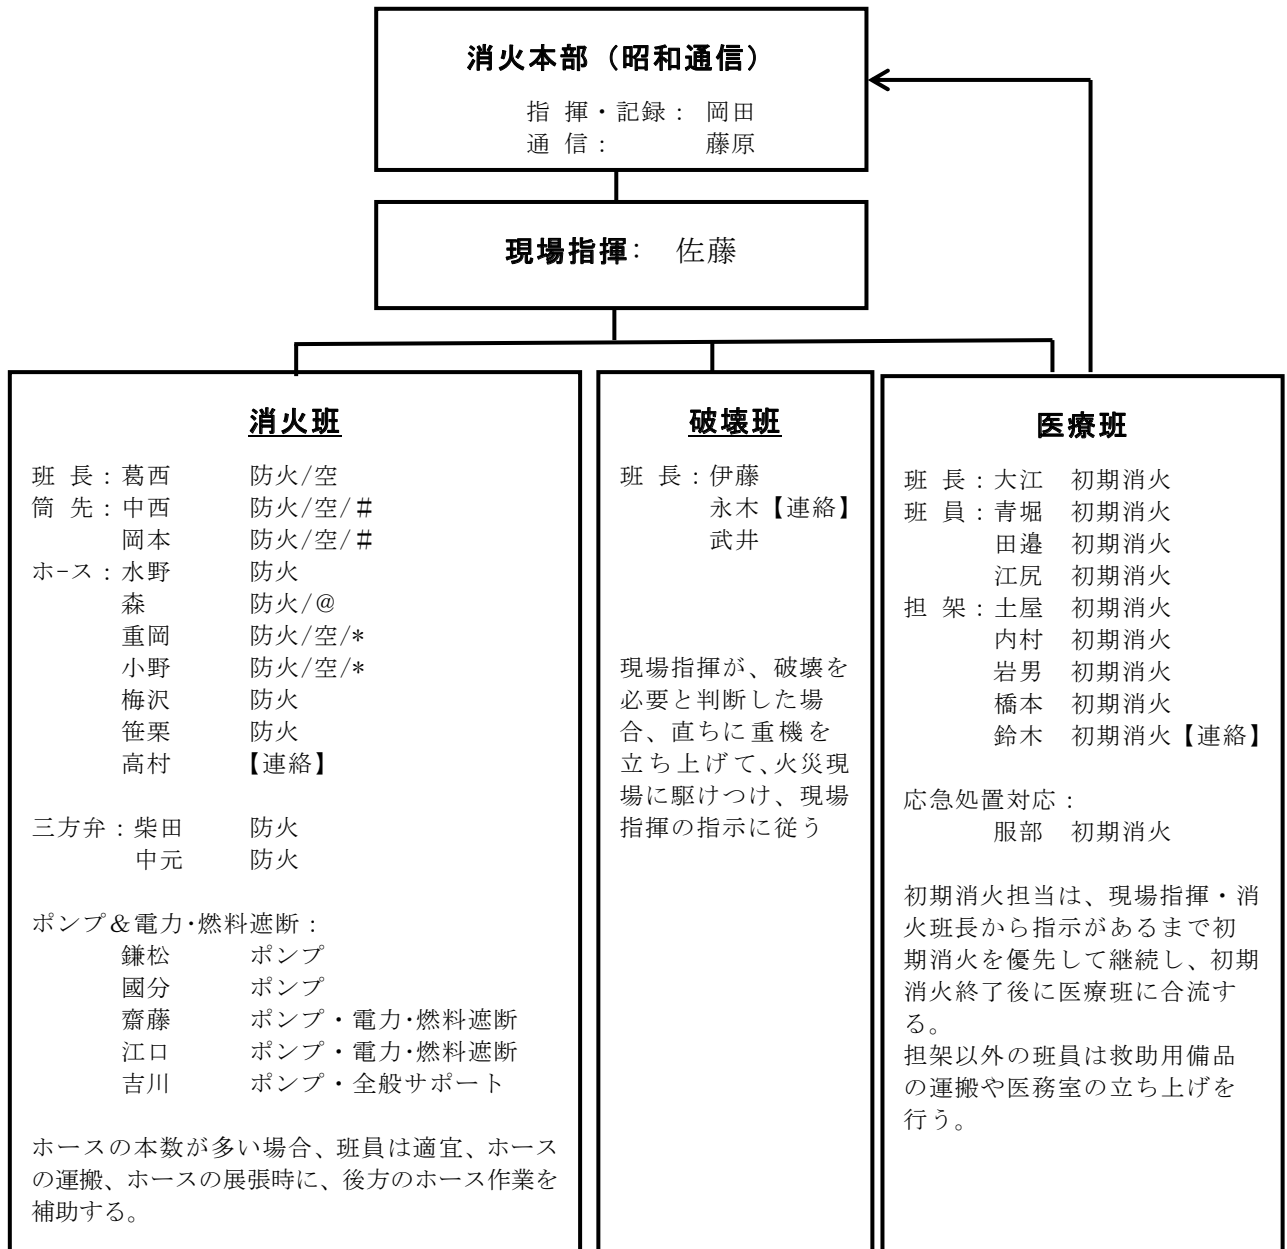 消火本部（昭和通信）
指 揮・記録： 岡田
通 信： 藤原
現場指揮： 佐藤
消火班
班 長：葛西 防火/空
筒 先：中西 防火/空/＃
岡本 防火/空/＃
ホｰス：水野 防火
森 防火/@
重岡 防火/空/*
小野 防火/空/*
梅沢 防火
笹栗 防火
高村 【連絡】
三方弁：柴田 防火
中元 防火
ポンプ＆電力･燃料遮断：
鎌松 ポンプ
國分 ポンプ
齋藤 ポンプ・電力･燃料遮断
江口 ポンプ・電力･燃料遮断
吉川 ポンプ・全般サポート
ホースの本数が多い場合、班員は適宜、ホース
の運搬、ホースの展張時に、後方のホース作業を
補助する。
破壊班
班 長：伊藤
永木【連絡】
武井
現場指揮が、破壊を
必要と判断した場
合、直ちに重機を
立ち上げて、火災現
場に駆けつけ、現場
指揮の指示に従う
医療班
班 長：大江 初期消火
班 員：青堀 初期消火
田邉 初期消火
江尻 初期消火
担 架：土屋 初期消火
内村 初期消火
岩男 初期消火
橋本 初期消火
鈴木 初期消火【連絡】
応急処置対応：
服部 初期消火
初期消火担当は、現場指揮・消
火班長から指示があるまで初
期消火を優先して継続し、初期
消火終了後に医療班に合流す
る。
担架以外の班員は救助用備品
の運搬や医務室の立ち上げを
行う。